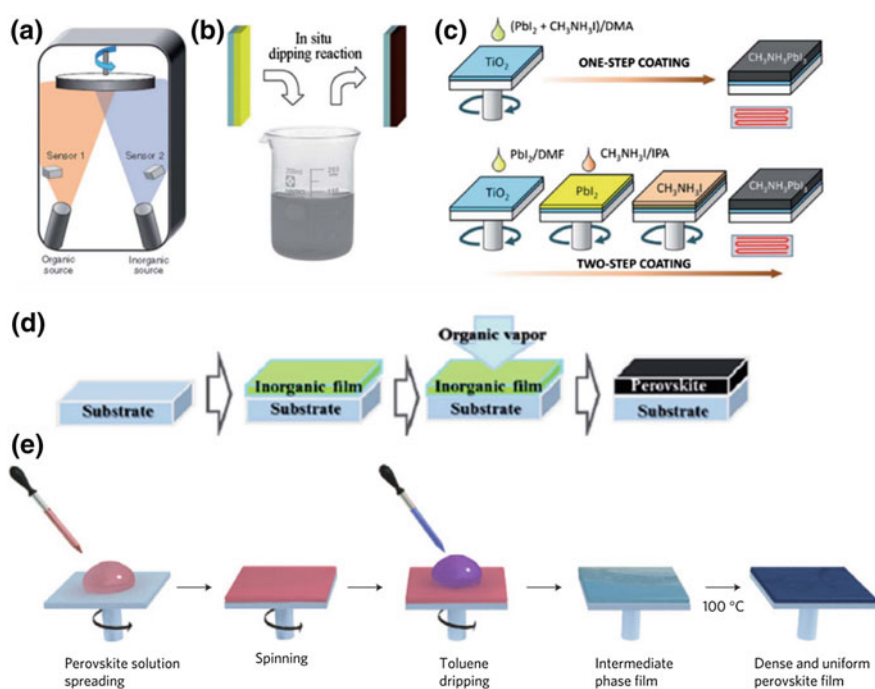 (a)
Sensor 1
Sensor 2
Organic
source
Inorganic
source
(b)
In situ
dipping reaction
(c)
(PbI2 + CH3NH3I)/DMA
TiO2
ONE-STEP COATING
CH3NH3PbI3
PbI2/DMF
CH3NH3I/IPA
TiO2
PbI2
CH3NH3I
CH3NH3PbI3
TWO-STEP COATING
(d)
Substrate
Inorganic film
Substrate
Organic vapor
Inorganic film
Substrate
Perovskite
Substrate
(e)
Perovskite solution
spreading
Spinning
Toluene
dripping
Intermediate
phase film
100 °C
Dense and uniform
perovskite film